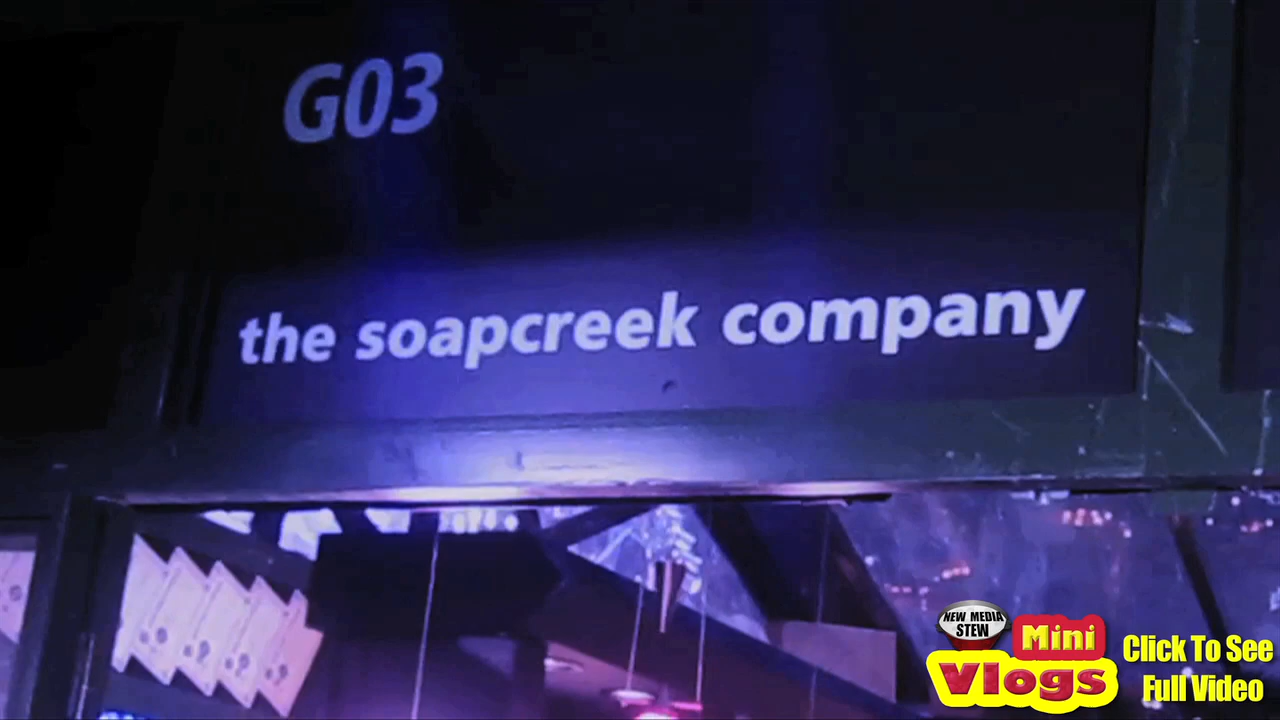 G03
the soapcreek company
NEW MEDIA
STEW
Mini
Vlogs
Click To See
Full Video